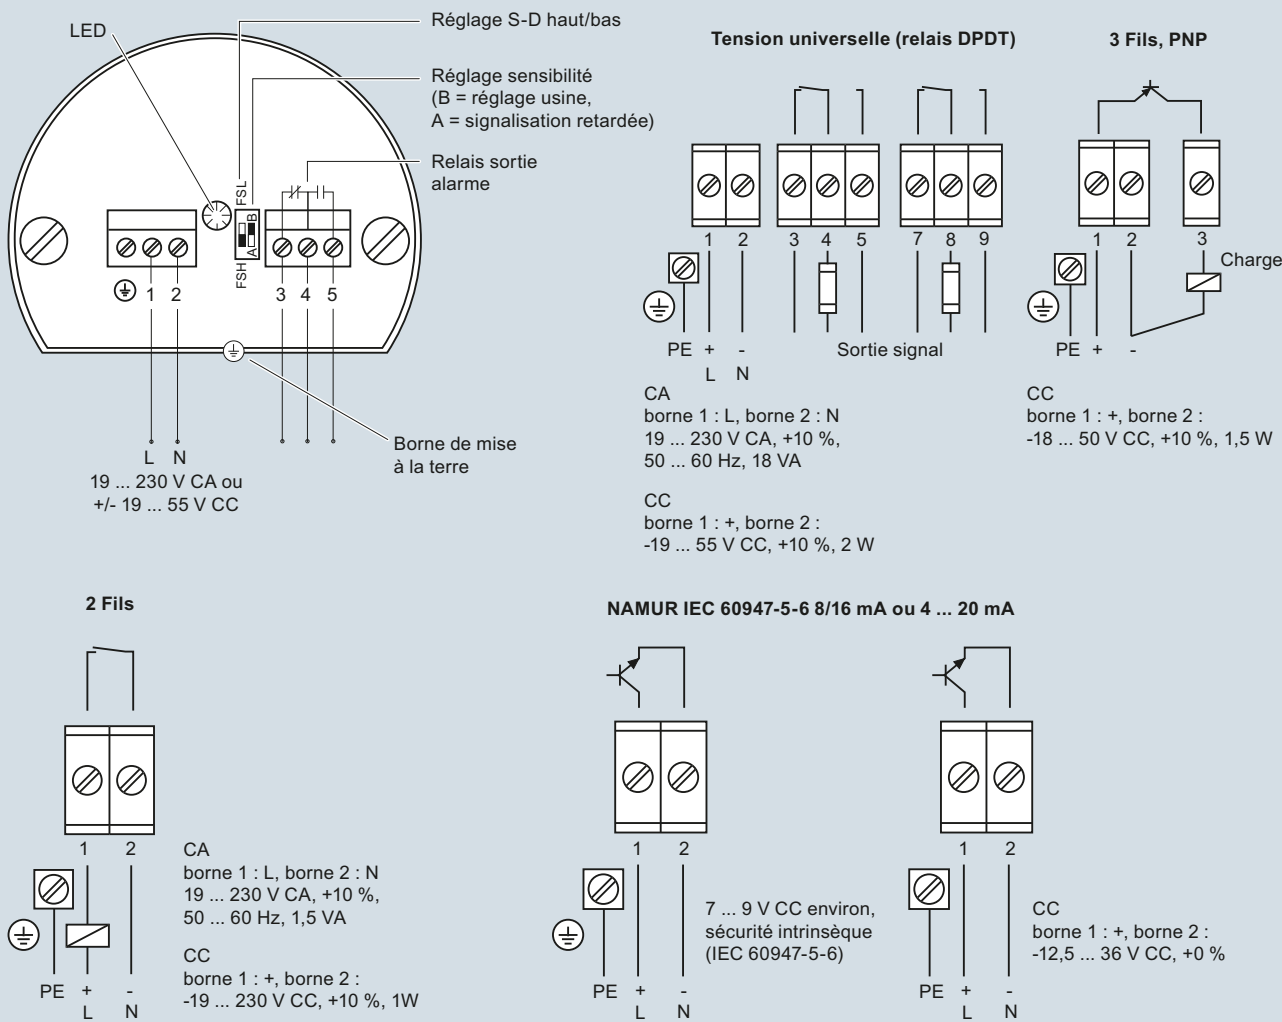 LED
Réglage S-D haut/bas
Réglage sensibilité
(B = réglage usine,
A = signalisation retardée)
Relais sortie
alarme
FSL
B
A
FSH
1 2
3 4 5
L N
19 ... 230 V CA ou
+/- 19 ... 55 V CC
Borne de mise
à la terre
Tension universelle (relais DPDT)
1 2 3 4 5 7 8 9
PE + -
L N
Sortie signal
CA
borne 1 : L, borne 2 : N
19 ... 230 V CA, +10 %,
50 ... 60 Hz, 18 VA
CC
borne 1 : +, borne 2 :
-19 ... 55 V CC, +10 %, 2 W
3 Fils, PNP
1 2 3
Charge
PE + -
CC
borne 1 : +, borne 2 :
-18 ... 50 V CC, +10 %, 1,5 W
2 Fils
1 2
PE + -
L N
CA
borne 1 : L, borne 2 : N
19 ... 230 V CA, +10 %,
50 ... 60 Hz, 1,5 VA
CC
borne 1 : +, borne 2 :
-19 ... 230 V CC, +10 %, 1W
NAMUR IEC 60947-5-6 8/16 mA ou 4 ... 20 mA
1 2
PE + -
L N
7 ... 9 V CC environ,
sécurité intrinsèque
(IEC 60947-5-6)
1 2
PE + -
L N
CC
borne 1 : +, borne 2 :
-12,5 ... 36 V CC, +0 %